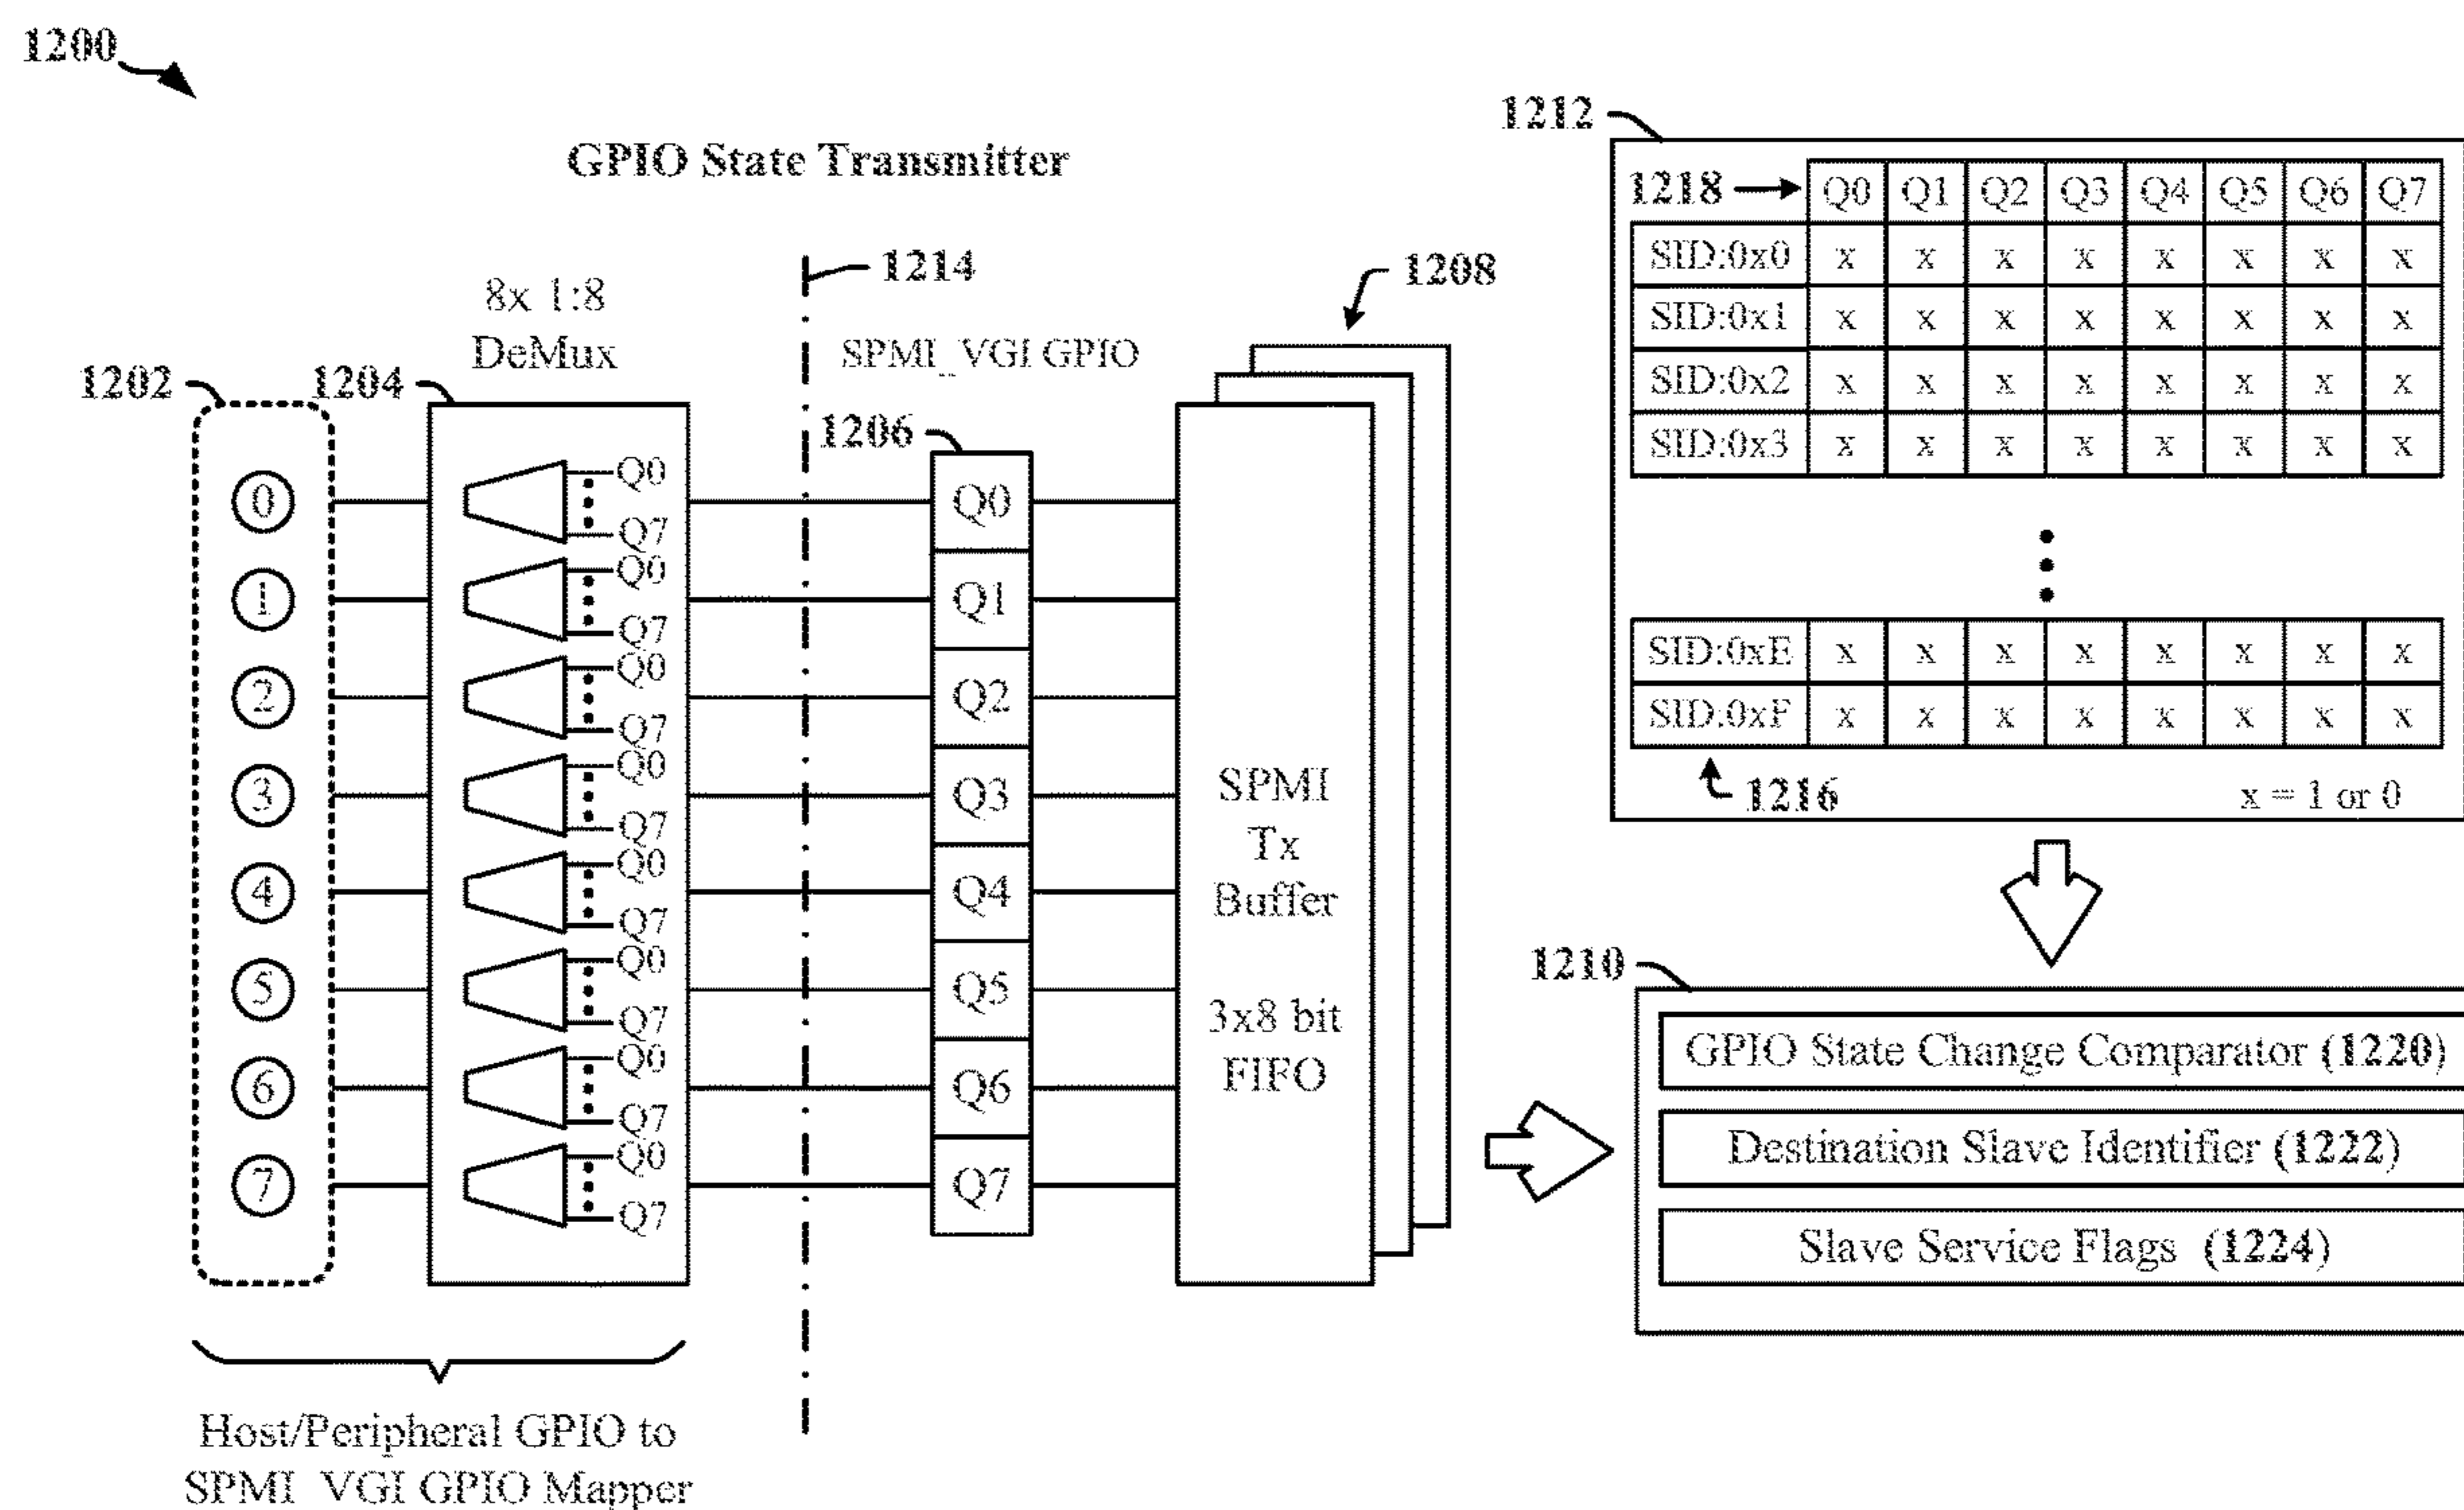 1200
GPIO State Transmitter
1202
1204
8x 1:8
DeMux
1214
SPMI_VGI GPIO
1206
1208
0
1
2
3
4
5
6
7
Q0
Q7
Q0
Q7
Q0
Q7
Q0
Q7
Q0
Q7
Q0
Q7
Q0
Q7
Q0
Q7
Q0
Q1
Q2
Q3
Q4
Q5
Q6
Q7
SPMI
Tx
Buffer
3x8 bit
FIFO
Host/Peripheral GPIO to
SPMI_VGI GPIO Mapper
1212
1218 Q0 Q1 Q2 Q3 Q4 Q5 Q6 Q7
SID:0x0 x x x x x x x x
SID:0x1 x x x x x x x x
SID:0x2 x x x x x x x x
SID:0x3 x x x x x x x x
SID:0xE x x x x x x x x
SID:0xF x x x x x x x x
1216 x = 1 or 0
1210
GPIO State Change Comparator (1220)
Destination Slave Identifier (1222)
Slave Service Flags (1224)